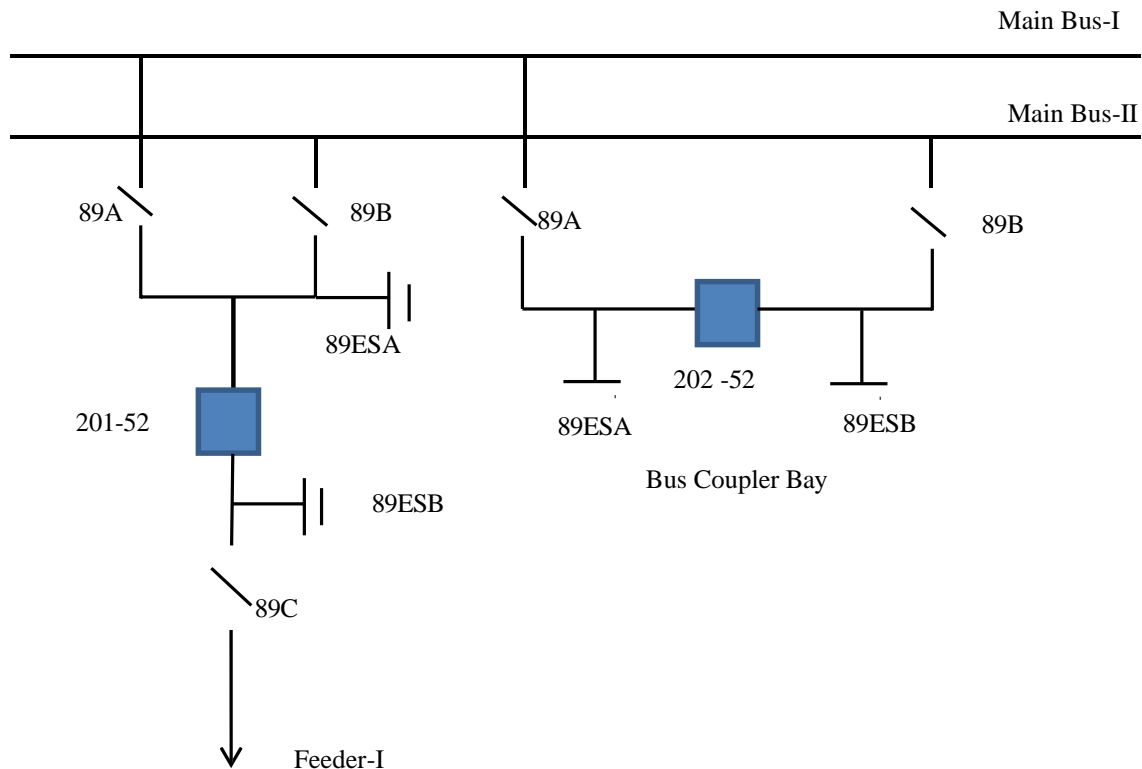 Main Bus-I
Main Bus-II
89A
89B
89A
89B
89ESA
201-52
202 -52
89ESA
89ESB
Bus Coupler Bay
89ESB
89C
Feeder-I